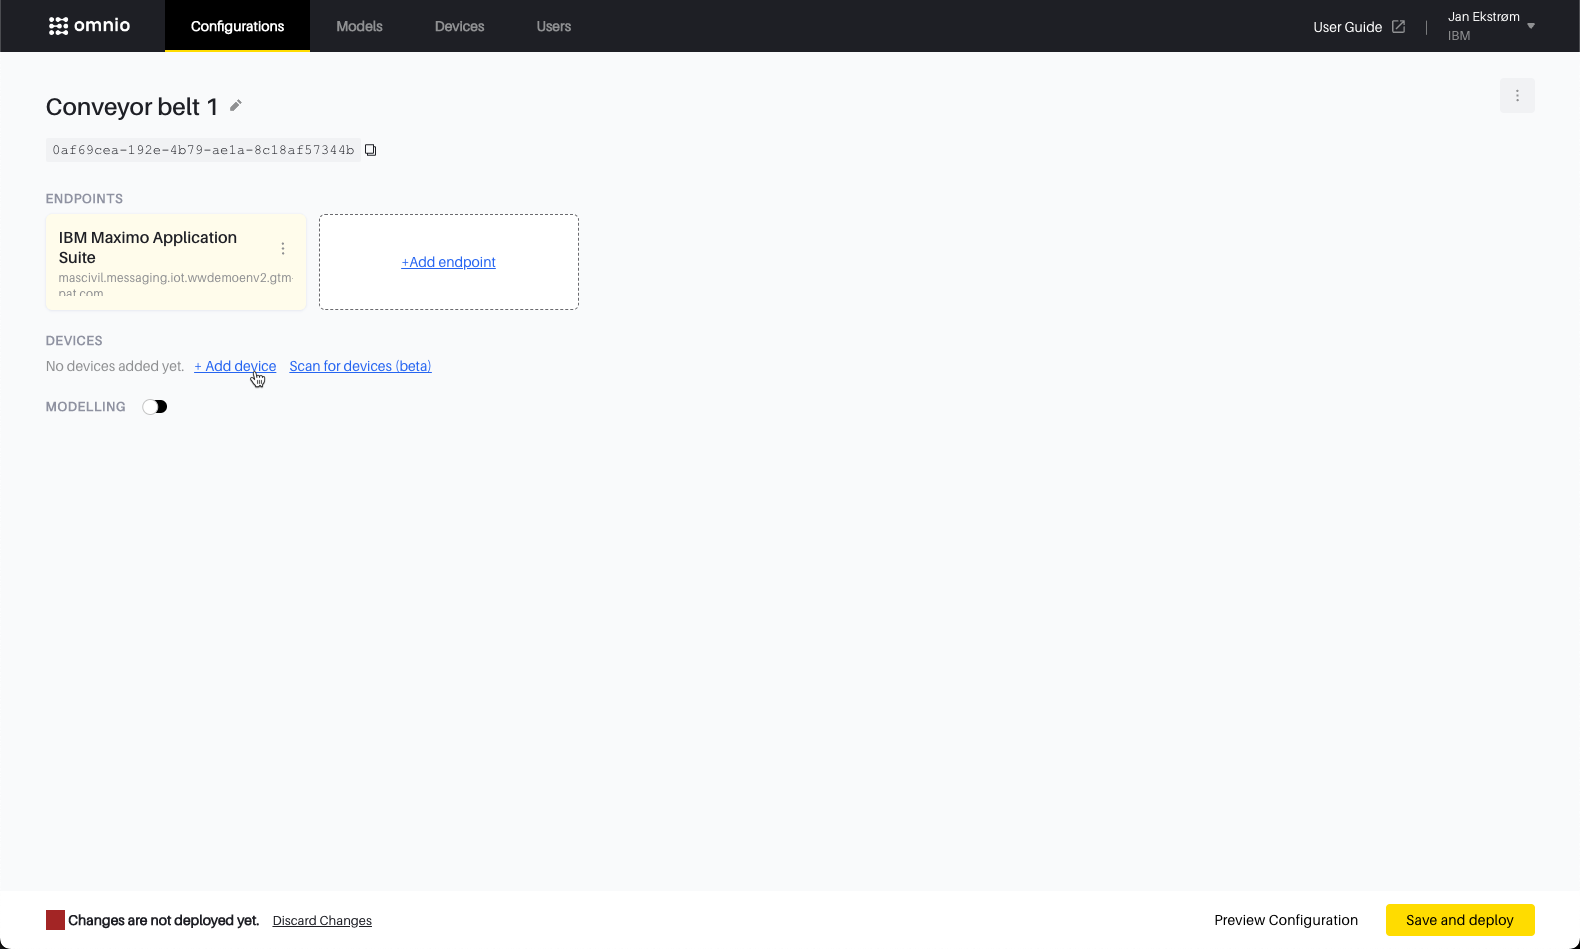 omnio
Configurations
Models
Devices
Users
User Guide
Jan Ekstrøm
IBM
Conveyor belt 1
0af69cea-192e-4b79-ae1a-8c18af57344b
ENDPOINTS
IBM Maximo Application
Suite
mascivil.messaging.iot.wwdemoenv2.gtm-
pat.com
+Add endpoint
DEVICES
No devices added yet. + Add device Scan for devices (beta)
MODELLING
Changes are not deployed yet. Discard Changes
Preview Configuration
Save and deploy